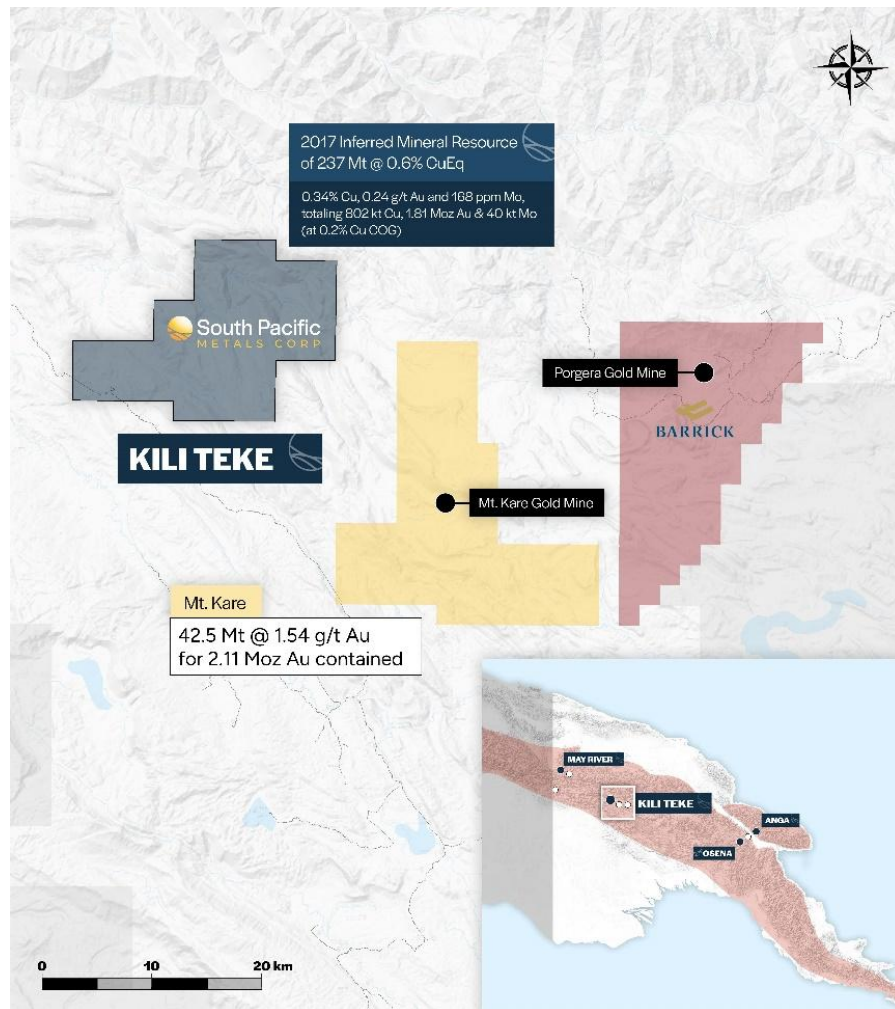 2017 Inferred Mineral Resource
of 237 Mt @ 0.6% CuEq
0.34% Cu, 0.24 g/t Au and 168 ppm Mo,
totaling 802 kt Cu, 1.81 Moz Au & 40 kt Mo
(at 0.2% Cu COG)
South Pacific
METALS CORP
KILI TEKE
Porgera Gold Mine
BARRICK
Mt. Kare Gold Mine
Mt. Kare
42.5 Mt @ 1.54 g/t Au
for 2.11 Moz Au contained
MAY RIVER
KILI TEKE
ANGA
OSENA
0 10 20 km